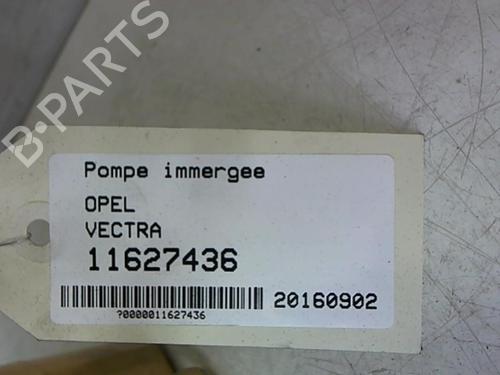 B-PARTS
Pompe immergee
OPEL
VECTRA
11627436
20160902
?0000011627436